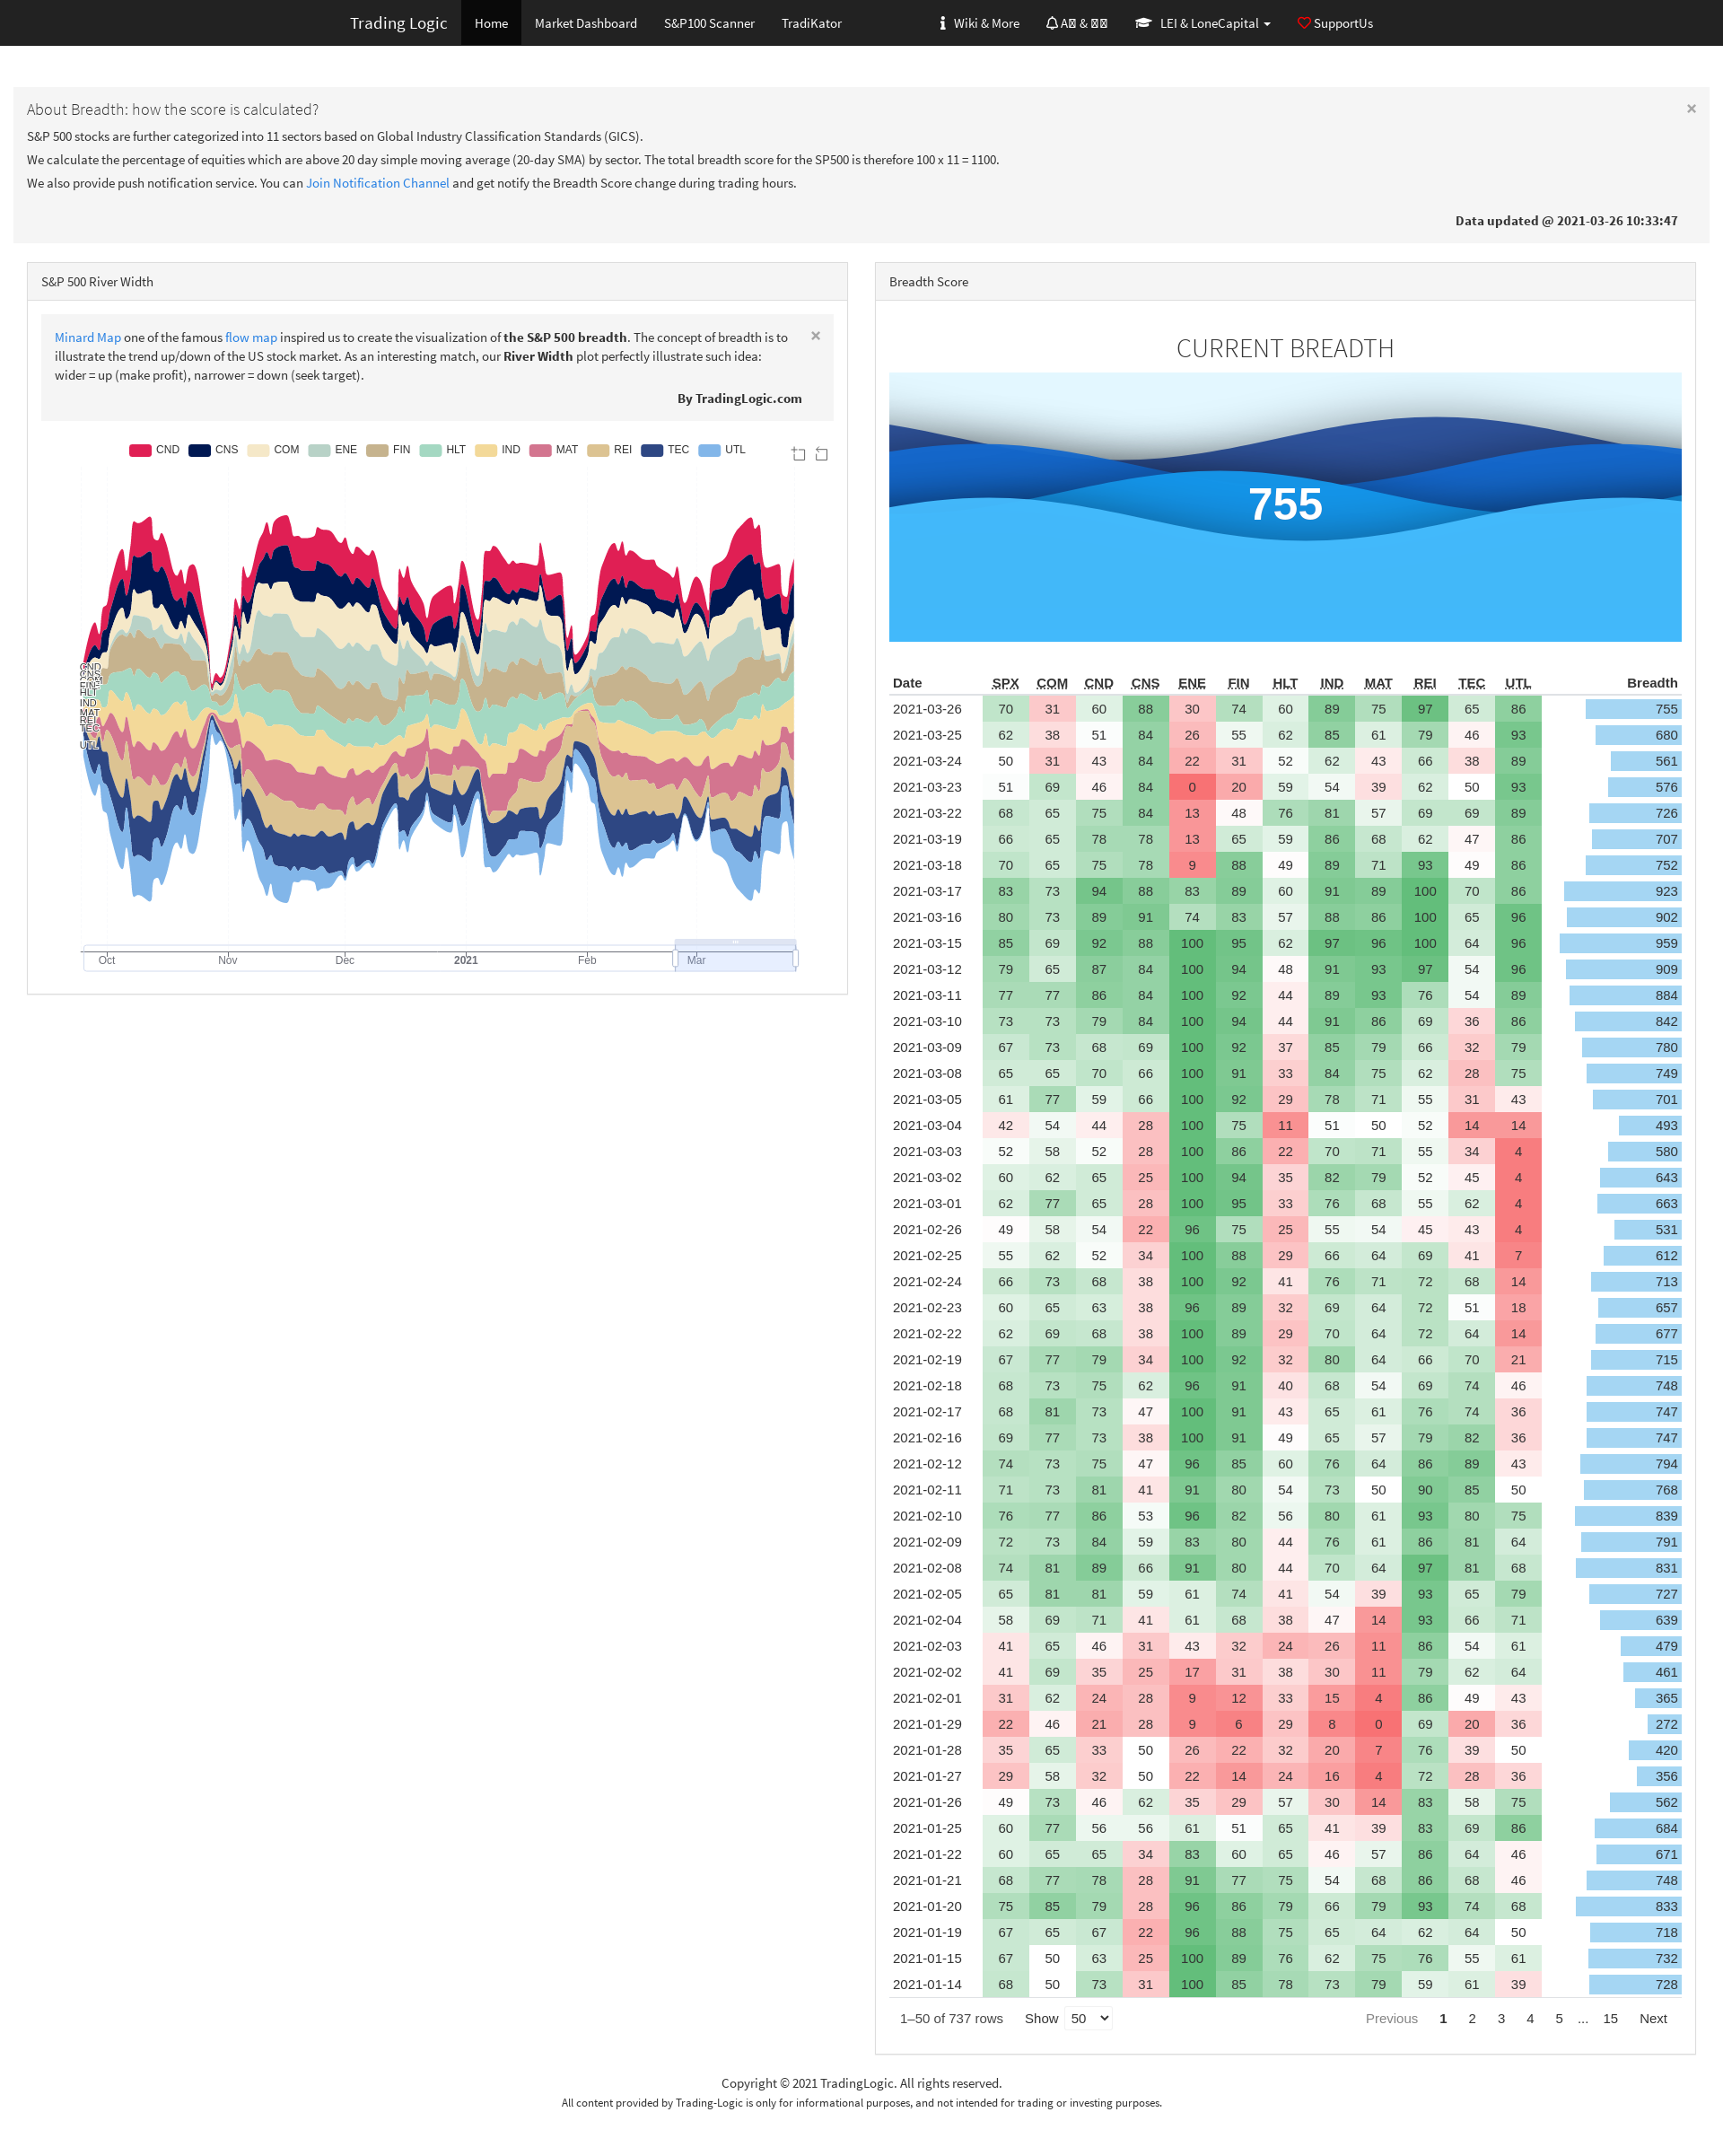 Trading Logic Home Market Dashboard S&P100 Scanner TradiKator Wiki & More A & LEI & LoneCapital SupportUs
About Breadth: how the score is calculated? ×
S&P 500 stocks are further categorized into 11 sectors based on Global Industry Classification Standards (GICS).
We calculate the percentage of equities which are above 20 day simple moving average (20-day SMA) by sector. The total breadth score for the SP500 is therefore 100 x 11 = 1100.
We also provide push notification service. You can Join Notification Channel and get notify the Breadth Score change during trading hours.
Data updated @ 2021-03-26 10:33:47
S&P 500 River Width
Minard Map one of the famous flow map inspired us to create the visualization of the S&P 500 breadth. The concept of breadth is to ×
illustrate the trend up/down of the US stock market. As an interesting match, our River Width plot perfectly illustrate such idea:
wider = up (make profit), narrower = down (seek target).
By TradingLogic.com
CND CNS COM ENE FIN HLT IND MAT REI TEC UTL
CND
CNS
HLT
IND
MAT
REI
TEC
UTL
Oct Nov Dec 2021 Feb Mar
Breadth Score
CURRENT BREADTH
755
Date SPX COM CND CNS ENE FIN HLT IND MAT REI TEC UTL Breadth
2021-03-26 70 31 60 88 30 74 60 89 75 97 65 86 755
2021-03-25 62 38 51 84 26 55 62 85 61 79 46 93 680
2021-03-24 50 31 43 84 22 31 52 62 43 66 38 89 561
2021-03-23 51 69 46 84 0 20 59 54 39 62 50 93 576
2021-03-22 68 65 75 84 13 48 76 81 57 69 69 89 726
2021-03-19 66 65 78 78 13 65 59 86 68 62 47 86 707
2021-03-18 70 65 75 78 9 88 49 89 71 93 49 86 752
2021-03-17 83 73 94 88 83 89 60 91 89 100 70 86 923
2021-03-16 80 73 89 91 74 83 57 88 86 100 65 96 902
2021-03-15 85 69 92 88 100 95 62 97 96 100 64 96 959
2021-03-12 79 65 87 84 100 94 48 91 93 97 54 96 909
2021-03-11 77 77 86 84 100 92 44 89 93 76 54 89 884
2021-03-10 73 73 79 84 100 94 44 91 86 69 36 86 842
2021-03-09 67 73 68 69 100 92 37 85 79 66 32 79 780
2021-03-08 65 65 70 66 100 91 33 84 75 62 28 75 749
2021-03-05 61 77 59 66 100 92 29 78 71 55 31 43 701
2021-03-04 42 54 44 28 100 75 11 51 50 52 14 14 493
2021-03-03 52 58 52 28 100 86 22 70 71 55 34 4 580
2021-03-02 60 62 65 25 100 94 35 82 79 52 45 4 643
2021-03-01 62 77 65 28 100 95 33 76 68 55 62 4 663
2021-02-26 49 58 54 22 96 75 25 55 54 45 43 4 531
2021-02-25 55 62 52 34 100 88 29 66 64 69 41 7 612
2021-02-24 66 73 68 38 100 92 41 76 71 72 68 14 713
2021-02-23 60 65 63 38 96 89 32 69 64 72 51 18 657
2021-02-22 62 69 68 38 100 89 29 70 64 72 64 14 677
2021-02-19 67 77 79 34 100 92 32 80 64 66 70 21 715
2021-02-18 68 73 75 62 96 91 40 68 54 69 74 46 748
2021-02-17 68 81 73 47 100 91 43 65 61 76 74 36 747
2021-02-16 69 77 73 38 100 91 49 65 57 79 82 36 747
2021-02-12 74 73 75 47 96 85 60 76 64 86 89 43 794
2021-02-11 71 73 81 41 91 80 54 73 50 90 85 50 768
2021-02-10 76 77 86 53 96 82 56 80 61 93 80 75 839
2021-02-09 72 73 84 59 83 80 44 76 61 86 81 64 791
2021-02-08 74 81 89 66 91 80 44 70 64 97 81 68 831
2021-02-05 65 81 81 59 61 74 41 54 39 93 65 79 727
2021-02-04 58 69 71 41 61 68 38 47 14 93 66 71 639
2021-02-03 41 65 46 31 43 32 24 26 11 86 54 61 479
2021-02-02 41 69 35 25 17 31 38 30 11 79 62 64 461
2021-02-01 31 62 24 28 9 12 33 15 4 86 49 43 365
2021-01-29 22 46 21 28 9 6 29 8 0 69 20 36 272
2021-01-28 35 65 33 50 26 22 32 20 7 76 39 50 420
2021-01-27 29 58 32 50 22 14 24 16 4 72 28 36 356
2021-01-26 49 73 46 62 35 29 57 30 14 83 58 75 562
2021-01-25 60 77 56 56 61 51 65 41 39 83 69 86 684
2021-01-22 60 65 65 34 83 60 65 46 57 86 64 46 671
2021-01-21 68 77 78 28 91 77 75 54 68 86 68 46 748
2021-01-20 75 85 79 28 96 86 79 66 79 93 74 68 833
2021-01-19 67 65 67 22 96 88 75 65 64 62 64 50 718
2021-01-15 67 50 63 25 100 89 76 62 75 76 55 61 732
2021-01-14 68 50 73 31 100 85 78 73 79 59 61 39 728
1–50 of 737 rows Show 50 Previous 1 2 3 4 5 ... 15 Next
Copyright © 2021 TradingLogic. All rights reserved.
All content provided by Trading-Logic is only for informational purposes, and not intended for trading or investing purposes.